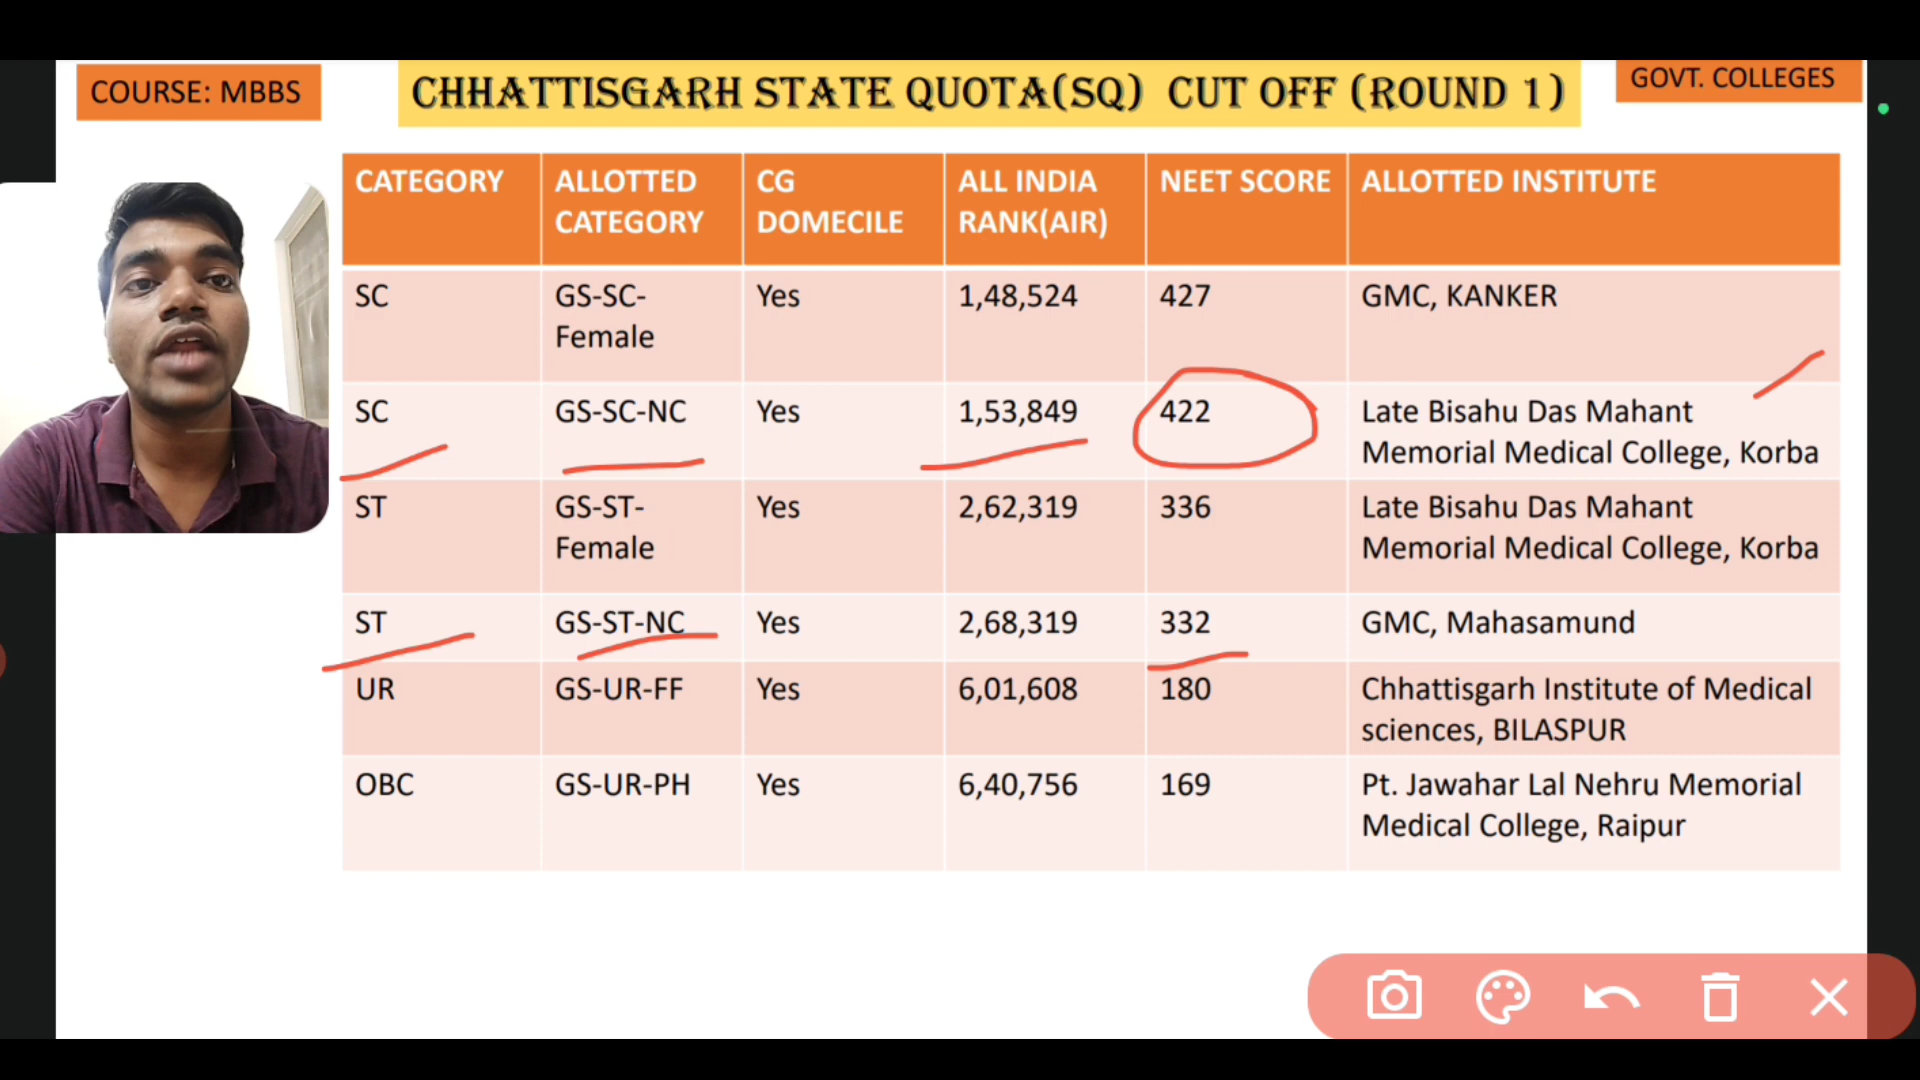 COURSE: MBBS
CHHATTISGARH STATE QUOTA(SQ) CUT OFF (ROUND 1)
GOVT. COLLEGES
CATEGORY
ALLOTTED
CATEGORY
CG
DOMECILE
ALL INDIA
RANK(AIR)
NEET SCORE
ALLOTTED INSTITUTE
SC
GS-SC-
Female
Yes
1,48,524
427
GMC, KANKER
SC
GS-SC-NC
Yes
1,53,849
422
Late Bisahu Das Mahant
Memorial Medical College, Korba
ST
GS-ST-
Female
Yes
2,62,319
336
Late Bisahu Das Mahant
Memorial Medical College, Korba
ST
GS-ST-NC
Yes
2,68,319
332
GMC, Mahasamund
UR
GS-UR-FF
Yes
6,01,608
180
Chhattisgarh Institute of Medical
sciences, BILASPUR
OBC
GS-UR-PH
Yes
6,40,756
169
Pt. Jawahar Lal Nehru Memorial
Medical College, Raipur